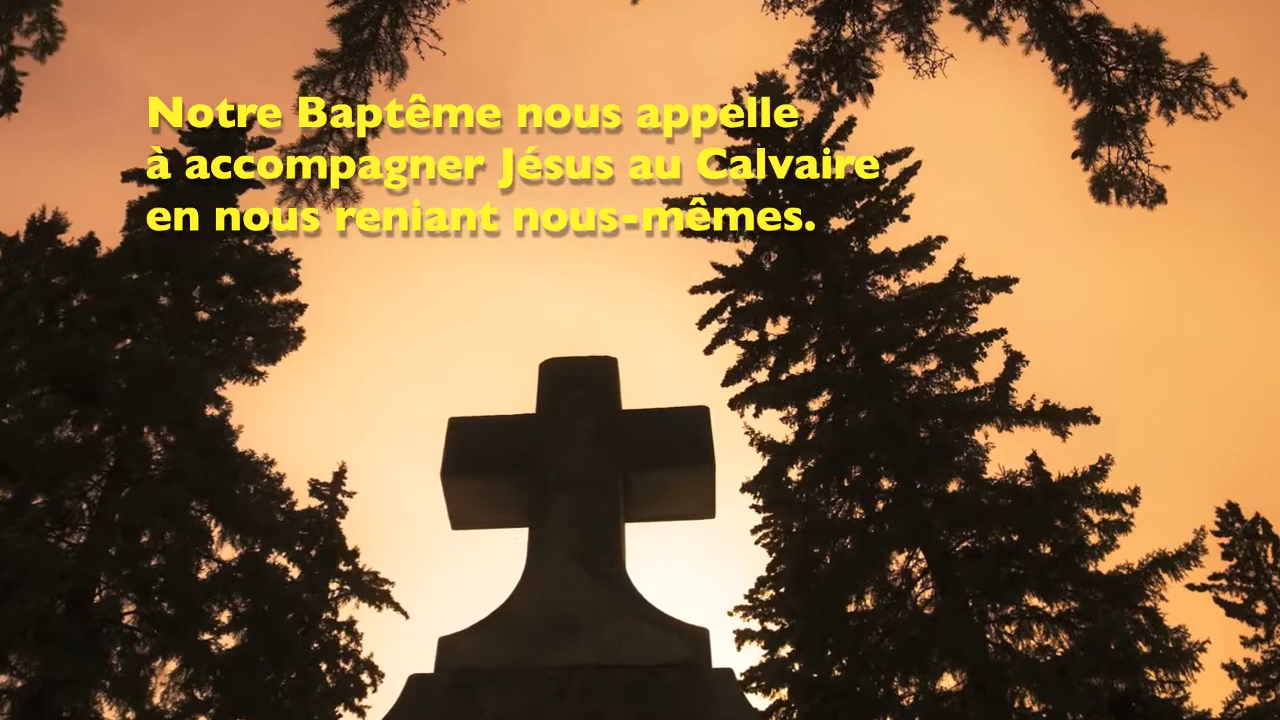 Notre Baptême nous appelle
à accompagner Jésus au Calvaire
en nous reniant nous-mêmes.